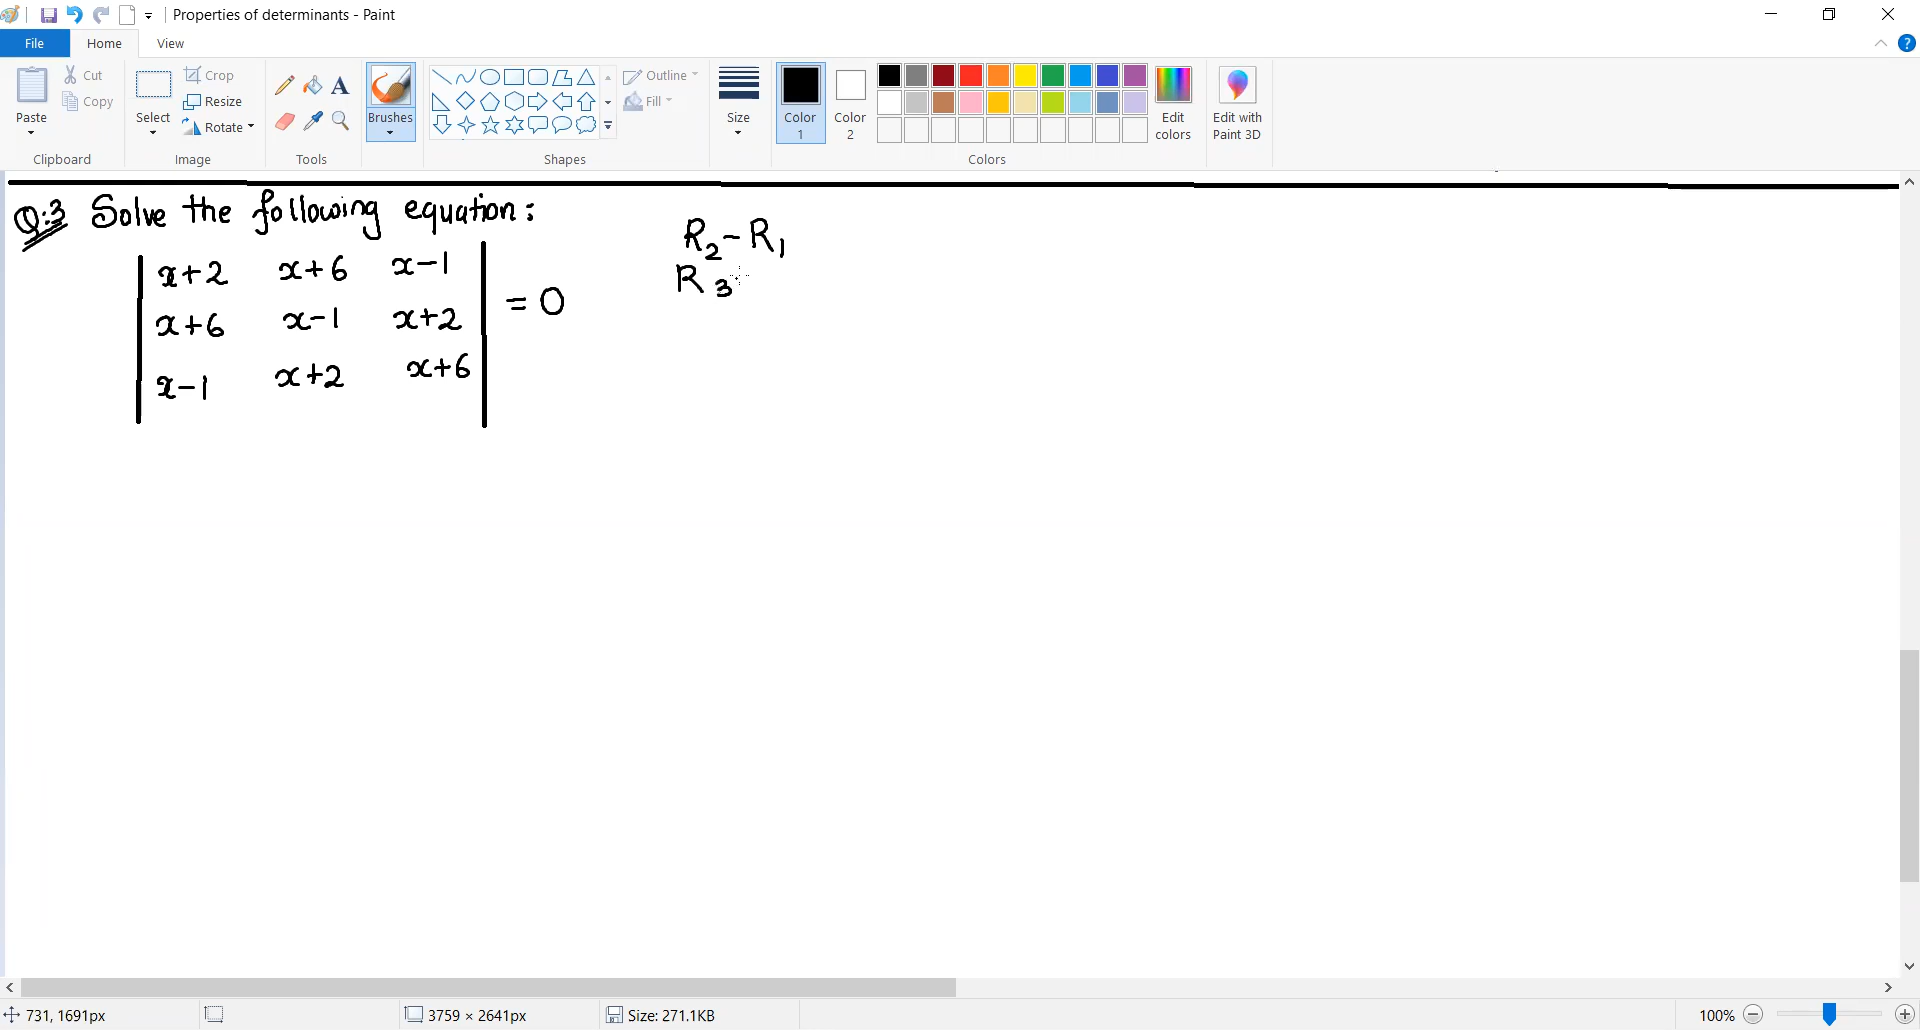 Properties of determinants - Paint
File Home View
Paste Cut Copy Clipboard
Select Crop Resize Rotate Image
Tools
Brushes
Outline Fill Shapes
Size
Color 1 Color 2 Colors
Edit colors
Edit with Paint 3D
Q:3 Solve the following equation:
x+2 x+6 x-1
x+6 x-1 x+2 = 0
x-1 x+2 x+6
R₂-R₁
R₃
731, 1691px 3759 × 2641px Size: 271.1KB 100%